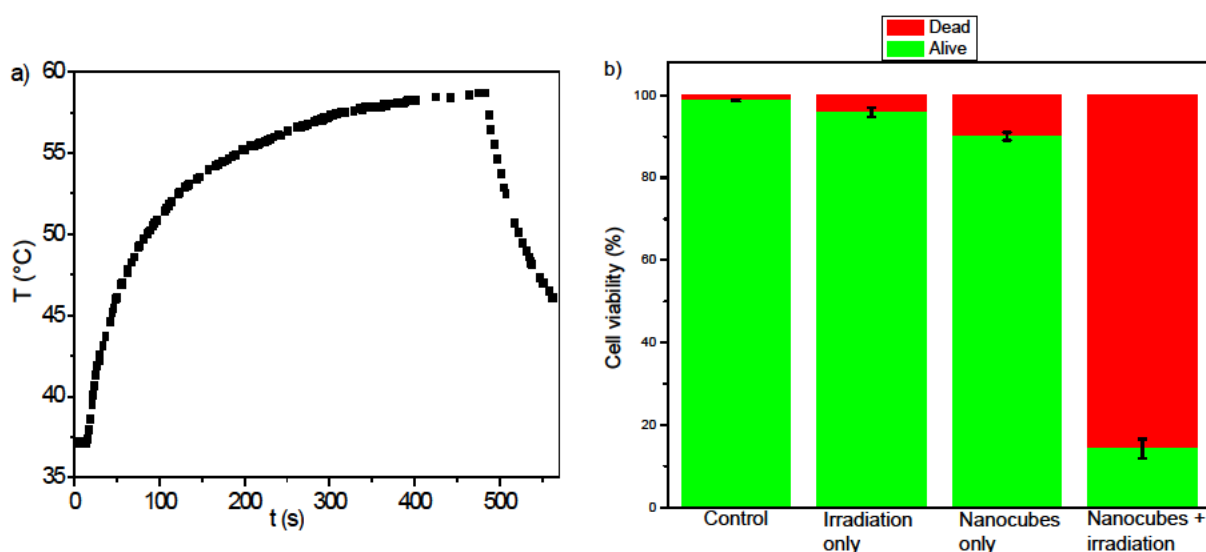 a)
60
55
50
45
40
35
T (°C)
0 100 200 300 400 500
t (s)
Dead
Alive
b)
100
80
60
40
20
0
Cell viability (%)
Control Irradiation Nanocubes Nanocubes +
only only irradiation